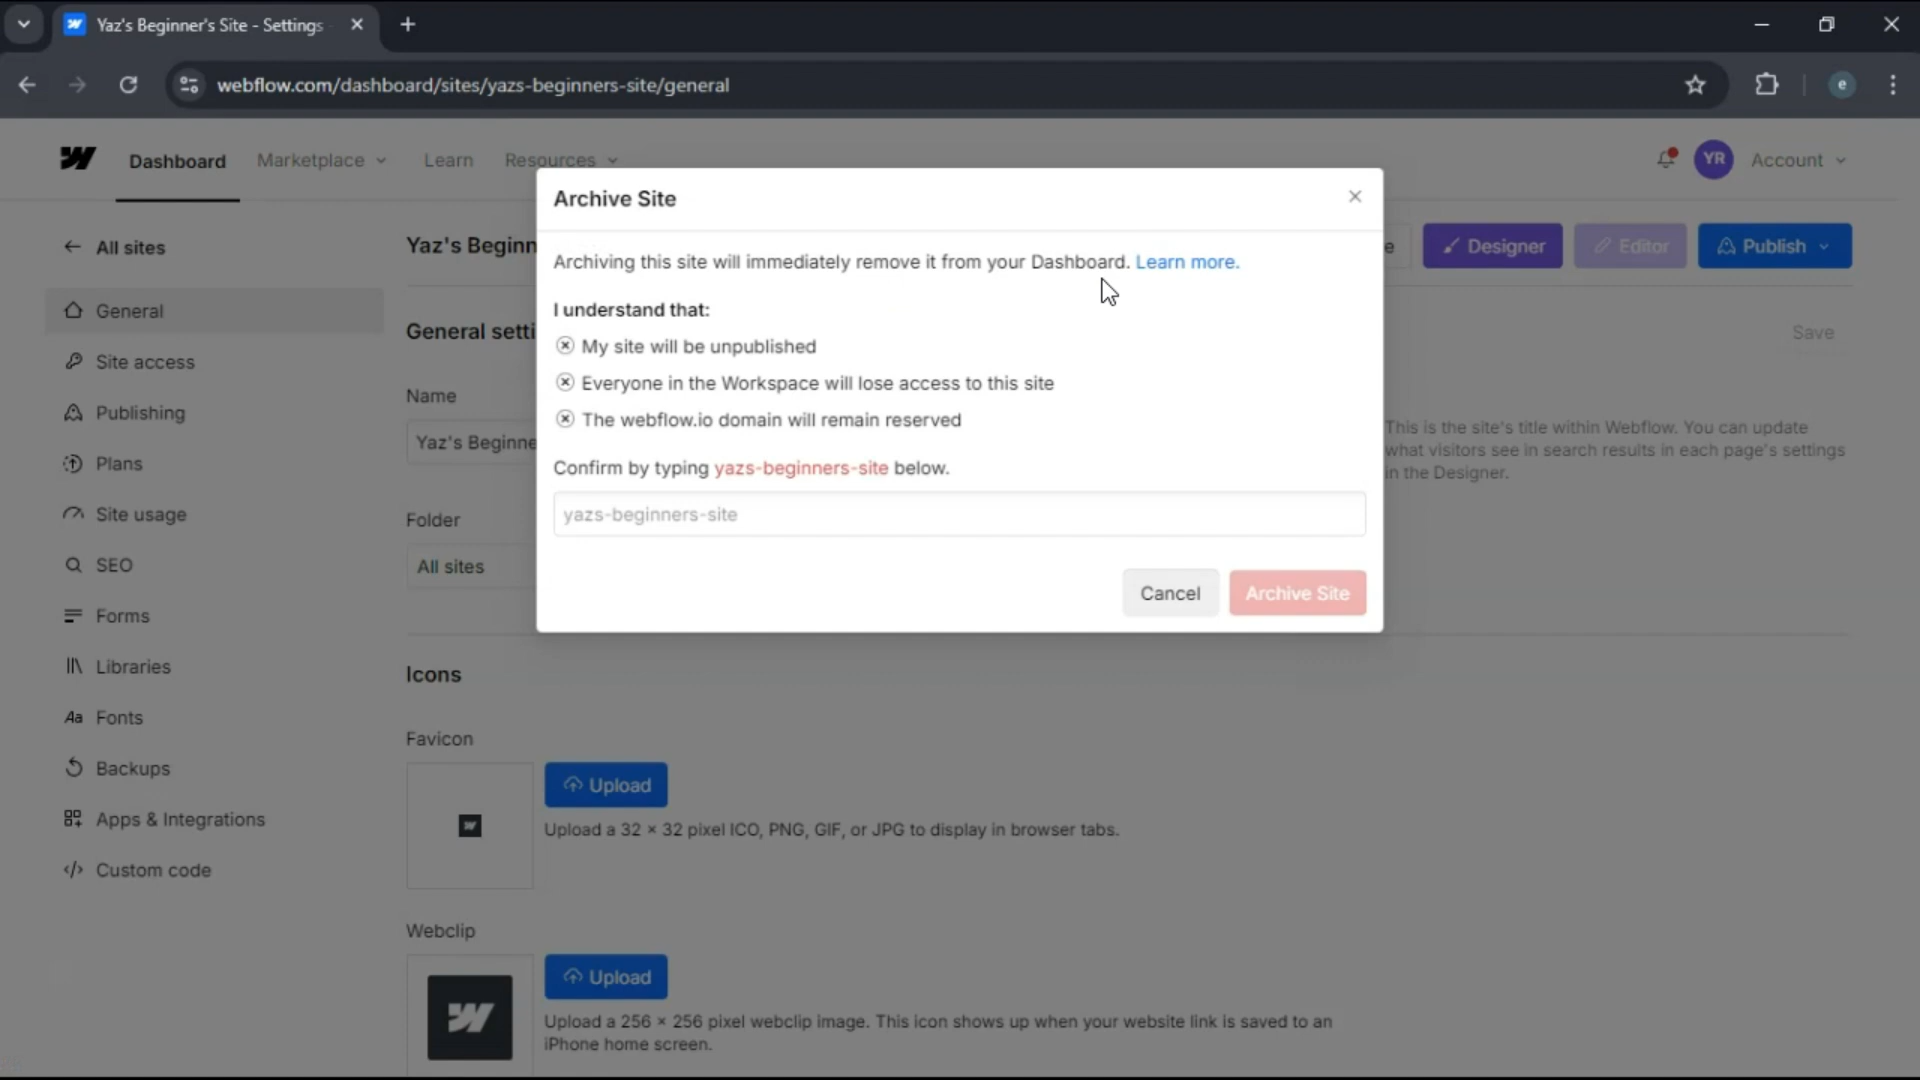 Yaz's Beginner's Site - Settings
webflow.com/dashboard/sites/yazs-beginners-site/general
Dashboard
Marketplace
Learn
Resources
YR
Account
All sites
Yaz's Beginn
e
Designer
Editor
Publish
General
Site access
Publishing
Plans
Site usage
SEO
Forms
Libraries
Aa Fonts
Backups
Apps & Integrations
</> Custom code
General setti
Save
Name
Yaz's Beginne
This is the site's title within Webflow. You can update
what visitors see in search results in each page's settings
in the Designer.
Folder
All sites
Archive Site
Archiving this site will immediately remove it from your Dashboard. Learn more.
I understand that:
My site will be unpublished
Everyone in the Workspace will lose access to this site
The webflow.io domain will remain reserved
Confirm by typing yazs-beginners-site below.
yazs-beginners-site
Cancel
Archive Site
Icons
Favicon
Upload
Upload a 32 × 32 pixel ICO, PNG, GIF, or JPG to display in browser tabs.
Webclip
Upload
Upload a 256 × 256 pixel webclip image. This icon shows up when your website link is saved to an
iPhone home screen.